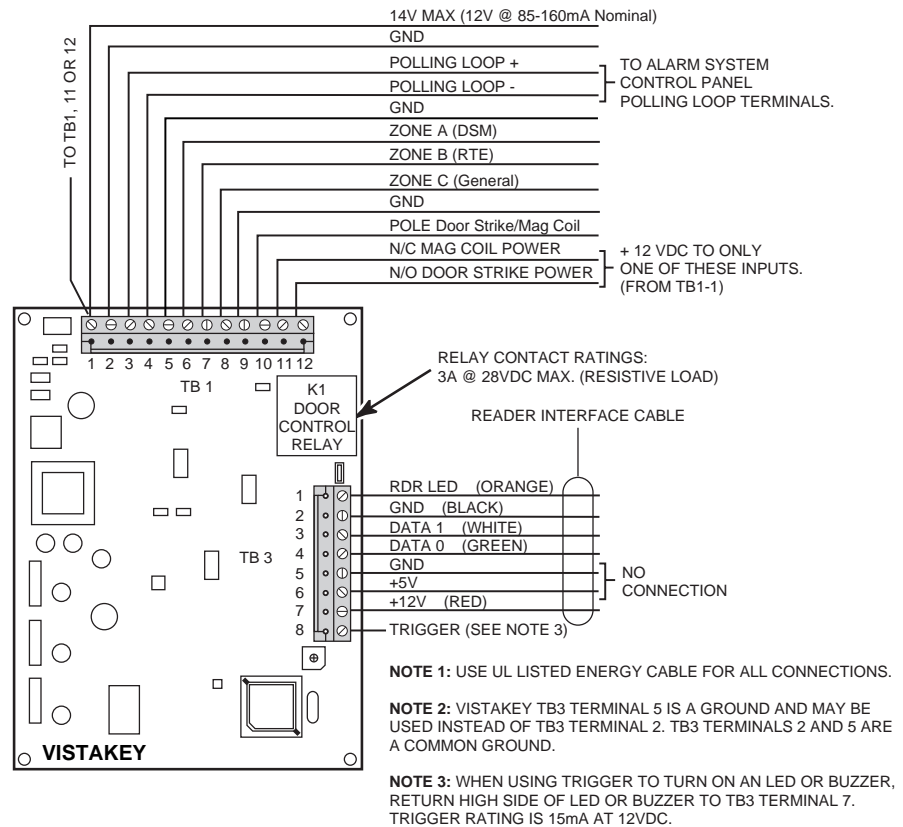 14V MAX (12V @ 85-160mA Nominal)
GND
POLLING LOOP +
POLLING LOOP -
TO ALARM SYSTEM
CONTROL PANEL
POLLING LOOP TERMINALS.
GND
ZONE A (DSM)
ZONE B (RTE)
ZONE C (General)
GND
POLE Door Strike/Mag Coil
N/C MAG COIL POWER
N/O DOOR STRIKE POWER
+ 12 VDC TO ONLY
ONE OF THESE INPUTS.
(FROM TB1-1)
TO TB1, 11 OR 12
1 2 3 4 5 6 7 8 9 10 11 12
TB 1
K1
DOOR
CONTROL
RELAY
RELAY CONTACT RATINGS:
3A @ 28VDC MAX. (RESISTIVE LOAD)
READER INTERFACE CABLE
TB 3
1 RDR LED (ORANGE)
2 GND (BLACK)
3 DATA 1 (WHITE)
4 DATA 0 (GREEN)
5 GND
6 +5V
7 +12V (RED)
8 TRIGGER (SEE NOTE 3)
NO
CONNECTION
VISTAKEY
NOTE 1: USE UL LISTED ENERGY CABLE FOR ALL CONNECTIONS.
NOTE 2: VISTAKEY TB3 TERMINAL 5 IS A GROUND AND MAY BE
USED INSTEAD OF TB3 TERMINAL 2. TB3 TERMINALS 2 AND 5 ARE
A COMMON GROUND.
NOTE 3: WHEN USING TRIGGER TO TURN ON AN LED OR BUZZER,
RETURN HIGH SIDE OF LED OR BUZZER TO TB3 TERMINAL 7.
TRIGGER RATING IS 15mA AT 12VDC.